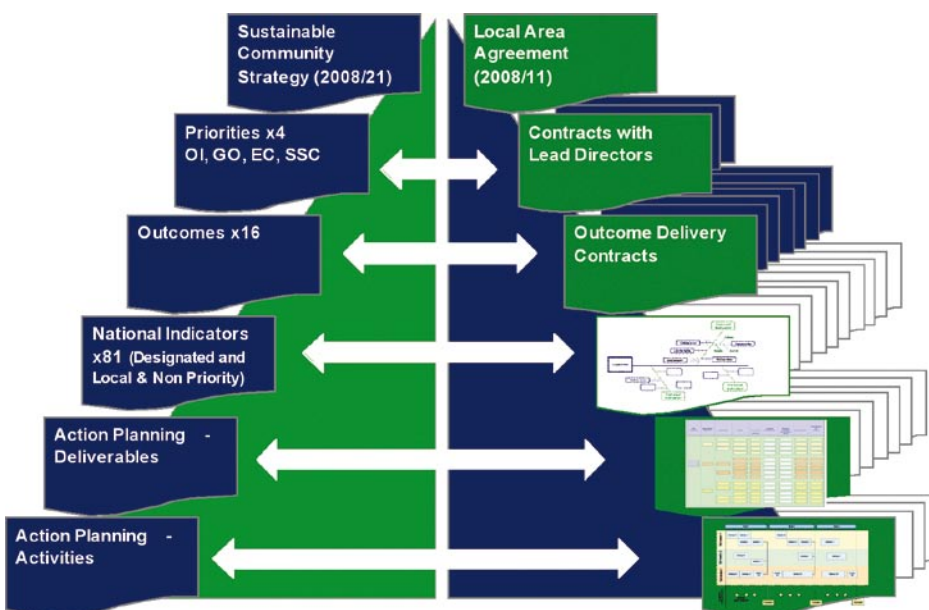 Sustainable
Community
Strategy (2008/21)
Local Area
Agreement
(2008/11)
Priorities x4
OI, GO, EC, SSC
Contracts with
Lead Directors
Outcomes x16
Outcome Delivery
Contracts
National Indicators
x81 (Designated and
Local & Non Priority)
Action Planning -
Deliverables
Action Planning -
Activities